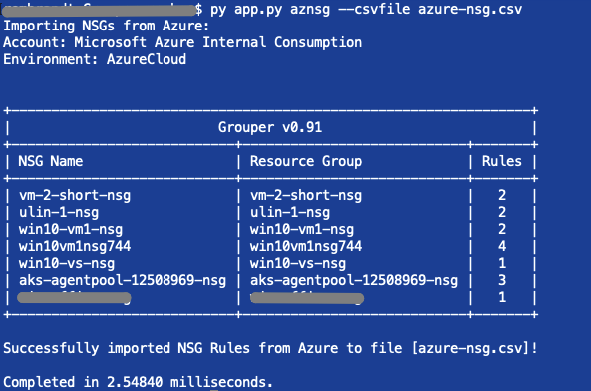 $ py app.py aznsg --csvfile azure-nsg.csv
Importing NSGs from Azure:
Account: Microsoft Azure Internal Consumption
Environment: AzureCloud
Grouper v0.91
NSG Name | Resource Group | Rules
vm-2-short-nsg | vm-2-short-nsg | 2
ulin-1-nsg | ulin-1-nsg | 2
win10-vm1-nsg | win10-vm1-nsg | 2
win10vm1nsg744 | win10vm1nsg744 | 4
win10-vs-nsg | win10-vs-nsg | 1
aks-agentpool-12508969-nsg | aks-agentpool-12508969-nsg | 3
1
Successfully imported NSG Rules from Azure to file [azure-nsg.csv]!
Completed in 2.54840 milliseconds.